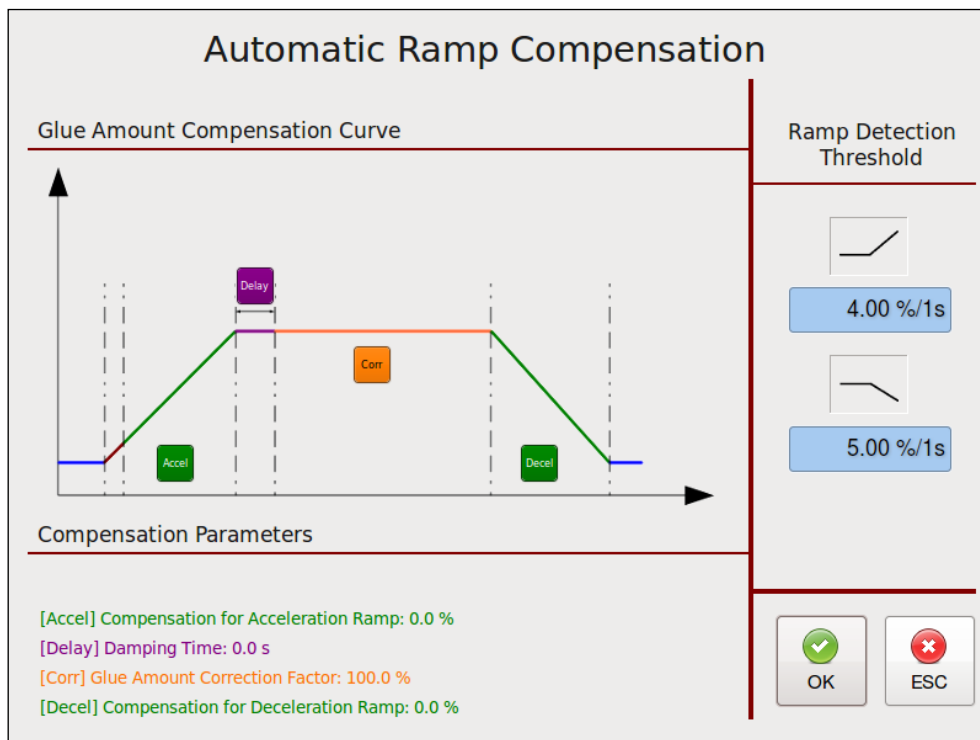 Automatic Ramp Compensation
Glue Amount Compensation Curve
Delay
Corr
Accel
Decel
Compensation Parameters
[Accel] Compensation for Acceleration Ramp: 0.0 %
[Delay] Damping Time: 0.0 s
[Corr] Glue Amount Correction Factor: 100.0 %
[Decel] Compensation for Deceleration Ramp: 0.0 %
Ramp Detection
Threshold
4.00 %/1s
5.00 %/1s
OK
ESC